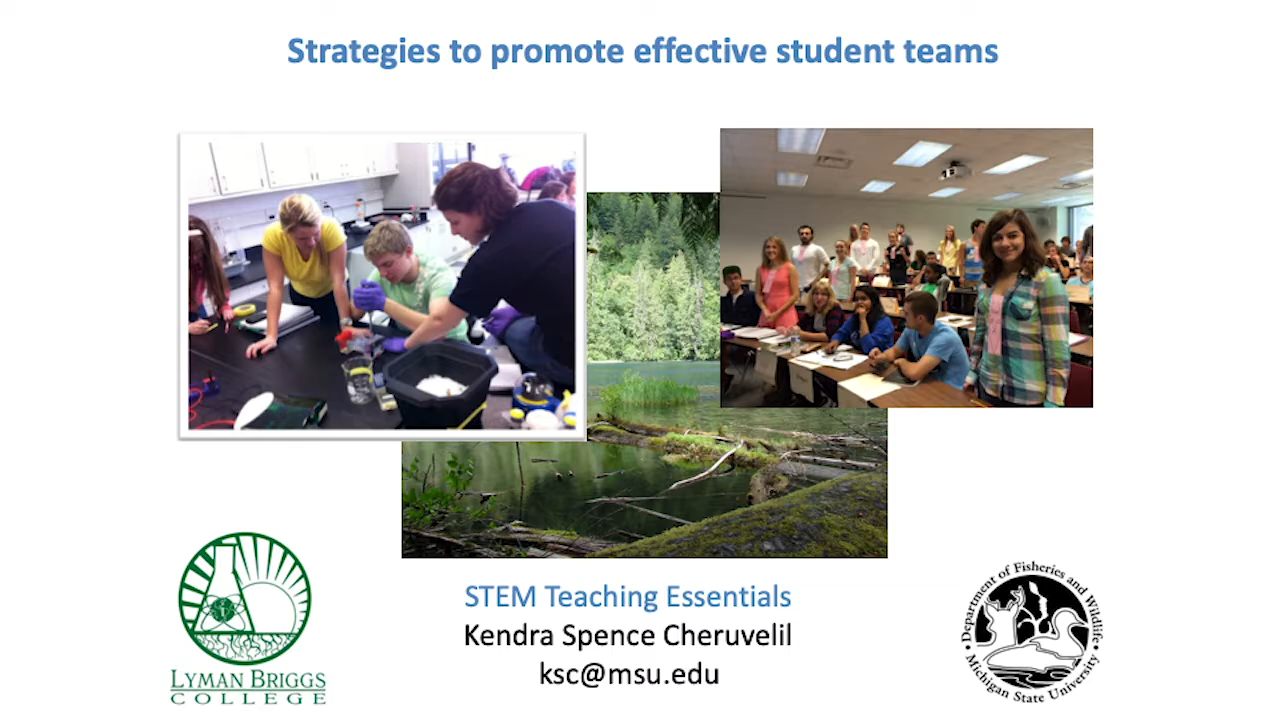 Strategies to promote effective student teams
STEM Teaching Essentials
Kendra Spence Cheruvelil
ksc@msu.edu
LYMAN BRIGGS
COLLEGE
Department of Fisheries and Wildlife
Michigan State University